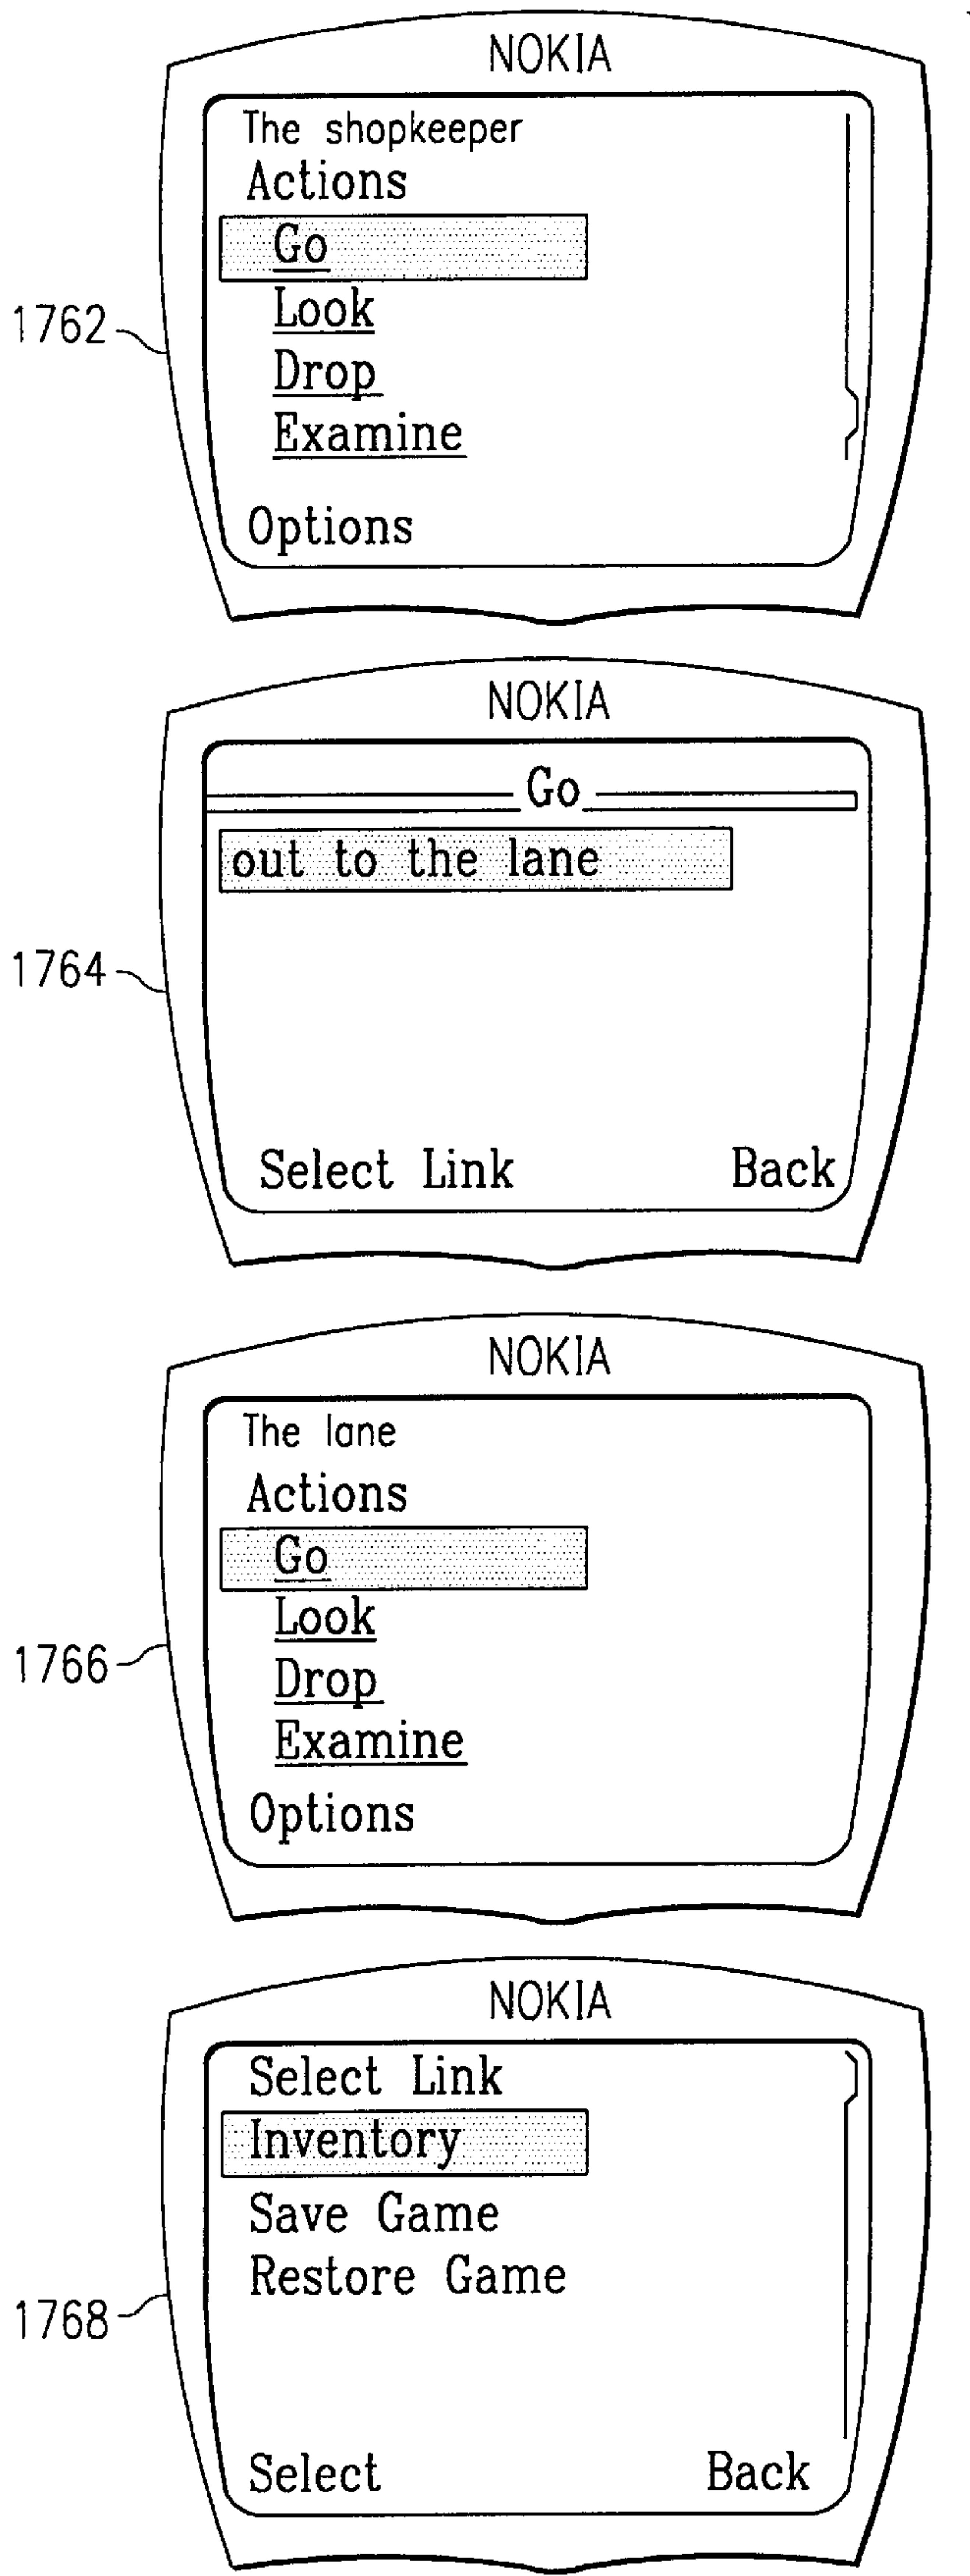 NOKIA
The shopkeeper
Actions
Go
Look
1762
Drop
Examine
Options
NOKIA
Go
out to the lane
1764
Select Link Back
NOKIA
The lane
Actions
Go
Look
1766
Drop
Examine
Options
NOKIA
Select Link
Inventory
Save Game
Restore Game
1768
Select Back